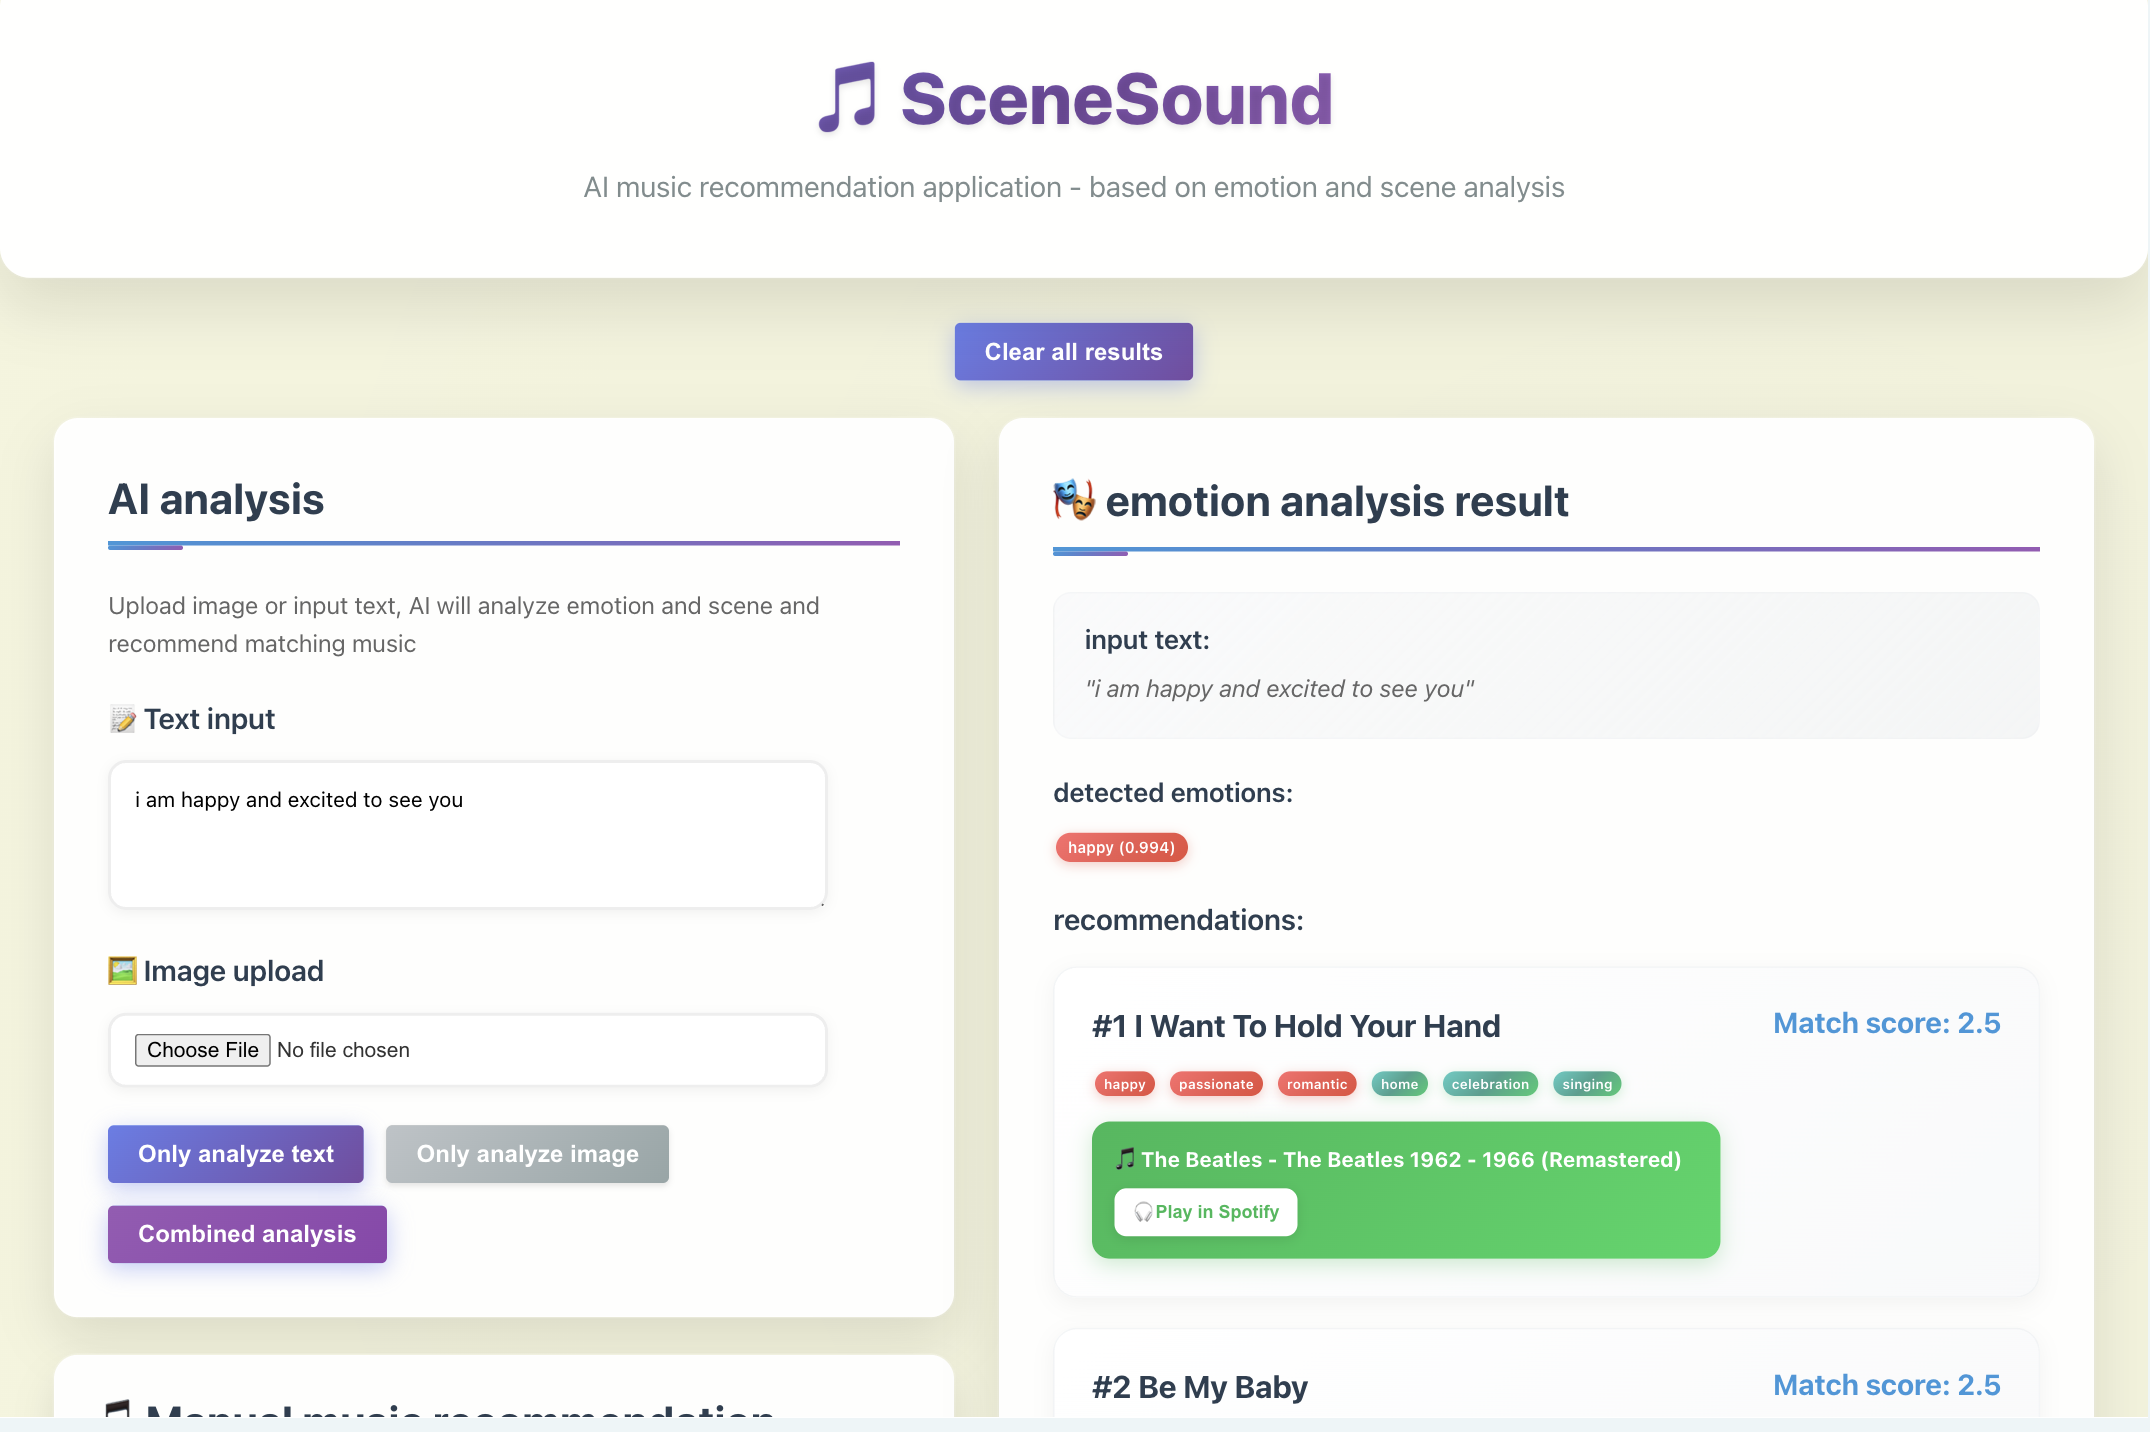 SceneSound
AI music recommendation application - based on emotion and scene analysis
Clear all results
AI analysis
Upload image or input text, AI will analyze emotion and scene and
recommend matching music
Text input
i am happy and excited to see you
Image upload
Choose File No file chosen
Only analyze text
Only analyze image
Combined analysis
Manual music recommendation
emotion analysis result
input text:
"i am happy and excited to see you"
detected emotions:
happy (0.994)
recommendations:
#1 I Want To Hold Your Hand
Match score: 2.5
happy passionate romantic home celebration singing
The Beatles - The Beatles 1962 - 1966 (Remastered)
Play in Spotify
#2 Be My Baby
Match score: 2.5